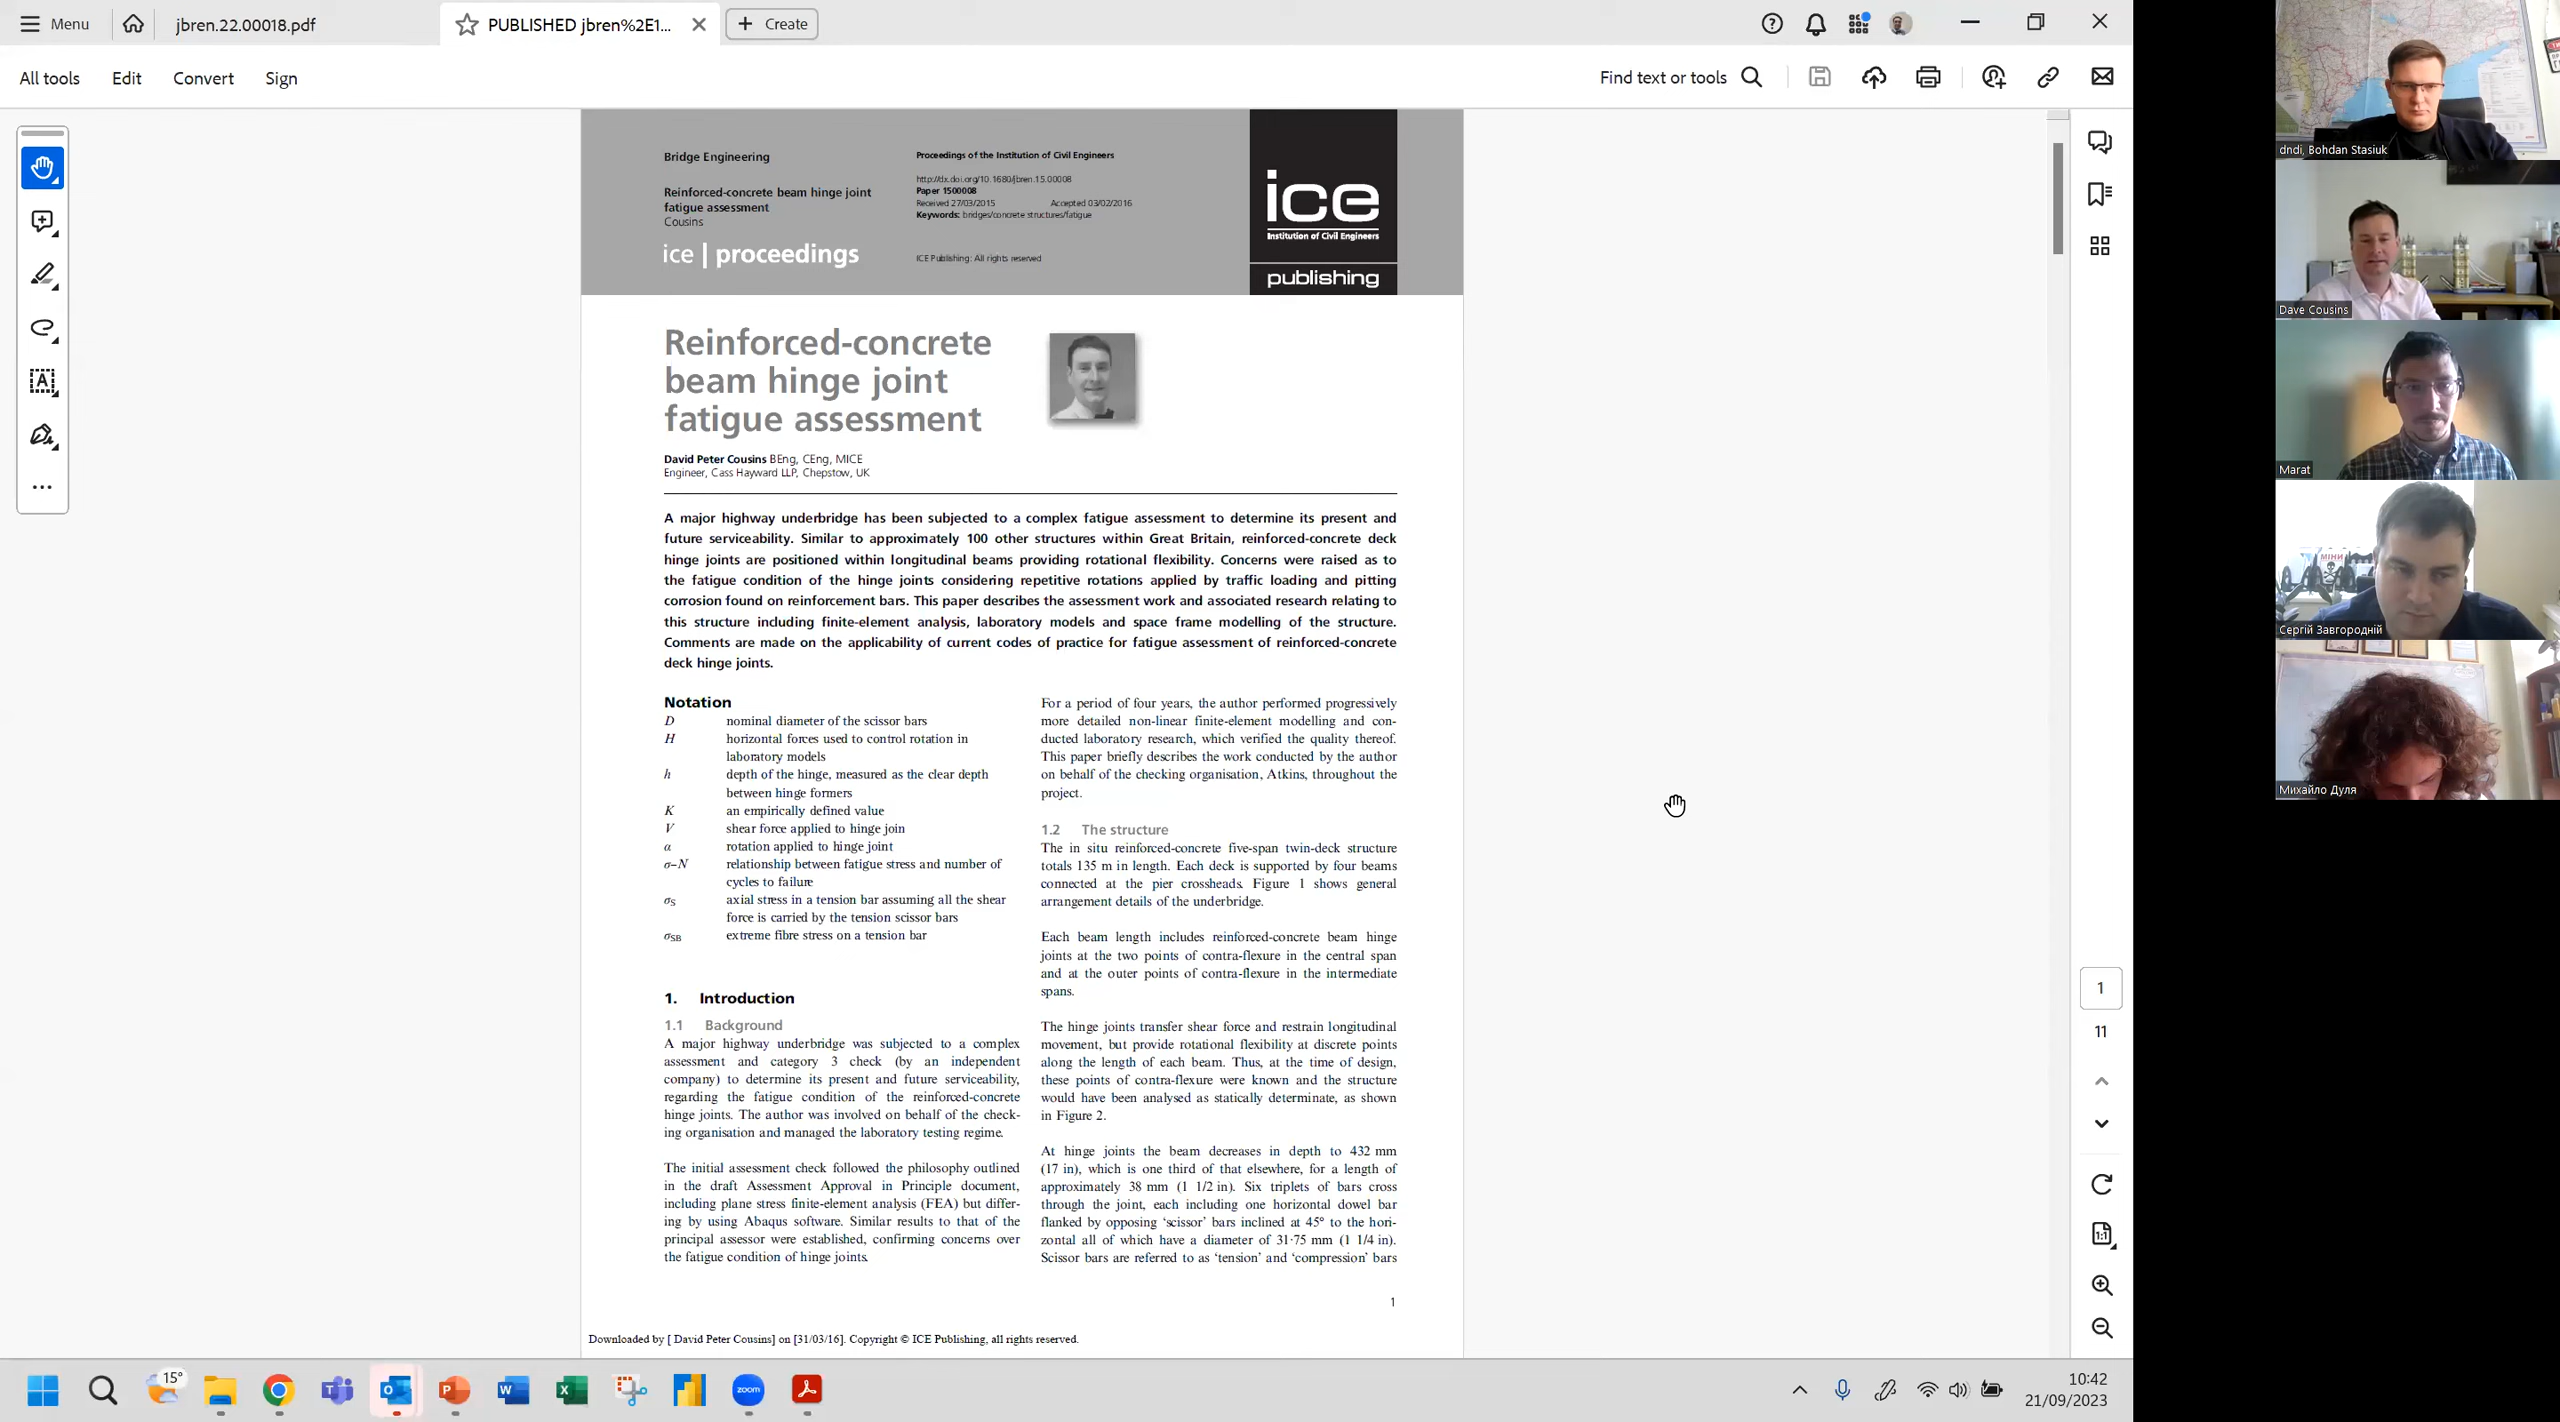 Menu
jbren.22.00018.pdf
PUBLISHED jbren%2E1...
Create
All tools
Edit
Convert
Sign
Find text or tools
Bridge Engineering
Reinforced-concrete beam hinge joint
fatigue assessment
Cousins
ice | proceedings
Proceedings of the Institution of Civil Engineers
http://dx.doi.org/10.1680/jbren.15.00008
Paper 1500008
Received 27/03/2015 Accepted 03/02/2016
Keywords: bridges/concrete structures/fatigue
ICE Publishing: All rights reserved
ice
Institution of Civil Engineers
publishing
Reinforced-concrete
beam hinge joint
fatigue assessment
David Peter Cousins BEng, CEng, MICE
Engineer, Cass Hayward LLP, Chepstow, UK
A major highway underbridge has been subjected to a complex fatigue assessment to determine its present and
future serviceability. Similar to approximately 100 other structures within Great Britain, reinforced-concrete deck
hinge joints are positioned within longitudinal beams providing rotational flexibility. Concerns were raised as to
the fatigue condition of the hinge joints considering repetitive rotations applied by traffic loading and pitting
corrosion found on reinforcement bars. This paper describes the assessment work and associated research relating to
this structure including finite-element analysis, laboratory models and space frame modelling of the structure.
Comments are made on the applicability of current codes of practice for fatigue assessment of reinforced-concrete
deck hinge joints.
Notation
D nominal diameter of the scissor bars
H horizontal forces used to control rotation in
laboratory models
h depth of the hinge, measured as the clear depth
between hinge formers
K an empirically defined value
V shear force applied to hinge join
α rotation applied to hinge joint
σ–N relationship between fatigue stress and number of
cycles to failure
σS axial stress in a tension bar assuming all the shear
force is carried by the tension scissor bars
σSB extreme fibre stress on a tension bar
1. Introduction
1.1 Background
A major highway underbridge was subjected to a complex
assessment and category 3 check (by an independent
company) to determine its present and future serviceability,
regarding the fatigue condition of the reinforced-concrete
hinge joints. The author was involved on behalf of the check-
ing organisation and managed the laboratory testing regime.
The initial assessment check followed the philosophy outlined
in the draft Assessment Approval in Principle document,
including plane stress finite-element analysis (FEA) but differ-
ing by using Abaqus software. Similar results to that of the
principal assessor were established, confirming concerns over
the fatigue condition of hinge joints.
For a period of four years, the author performed progressively
more detailed non-linear finite-element modelling and con-
ducted laboratory research, which verified the quality thereof.
This paper briefly describes the work conducted by the author
on behalf of the checking organisation, Atkins, throughout the
project.
1.2 The structure
The in situ reinforced-concrete five-span twin-deck structure
totals 135 m in length. Each deck is supported by four beams
connected at the pier crossheads. Figure 1 shows general
arrangement details of the underbridge.
Each beam length includes reinforced-concrete beam hinge
joints at the two points of contra-flexure in the central span
and at the outer points of contra-flexure in the intermediate
spans.
The hinge joints transfer shear force and restrain longitudinal
movement, but provide rotational flexibility at discrete points
along the length of each beam. Thus, at the time of design,
these points of contra-flexure were known and the structure
would have been analysed as statically determinate, as shown
in Figure 2.
At hinge joints the beam decreases in depth to 432 mm
(17 in), which is one third of that elsewhere, for a length of
approximately 38 mm (1 1/2 in). Six triplets of bars cross
through the joint, each including one horizontal dowel bar
flanked by opposing ‘scissor’ bars inclined at 45° to the hori-
zontal all of which have a diameter of 31·75 mm (1 1/4 in).
Scissor bars are referred to as ‘tension’ and ‘compression’ bars
1
Downloaded by [ David Peter Cousins] on [31/03/16]. Copyright © ICE Publishing, all rights reserved.
1
11
15°
zoom
10:42
21/09/2023
dndi, Bohdan Stasiuk
Dave Cousins
Marat
МІНИ
Сергій Завгородній
Михайло Дуля